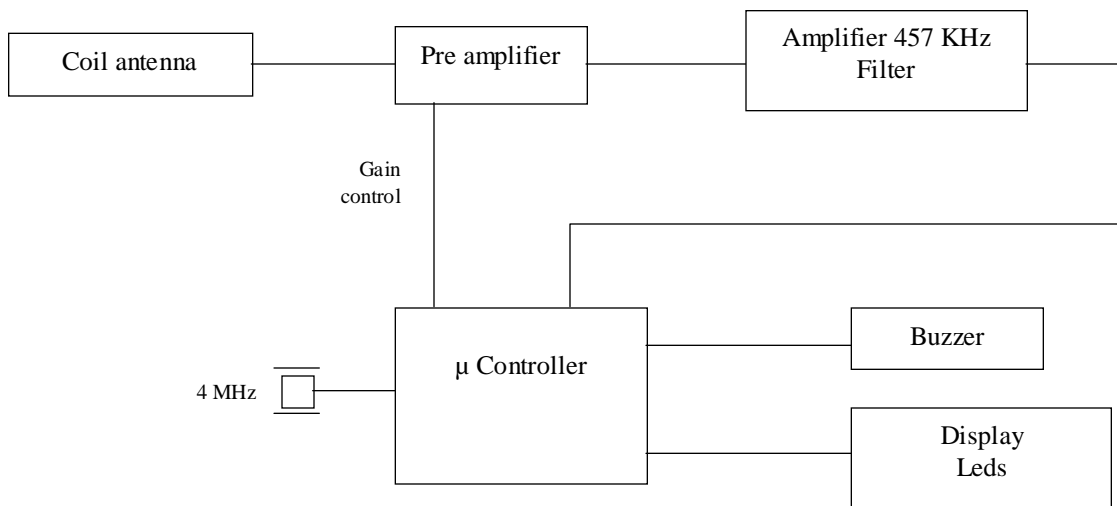 Coil antenna
Pre amplifier
Amplifier 457 KHz
Filter
Gain
control
µ Controller
Buzzer
4 MHz
Display
Leds